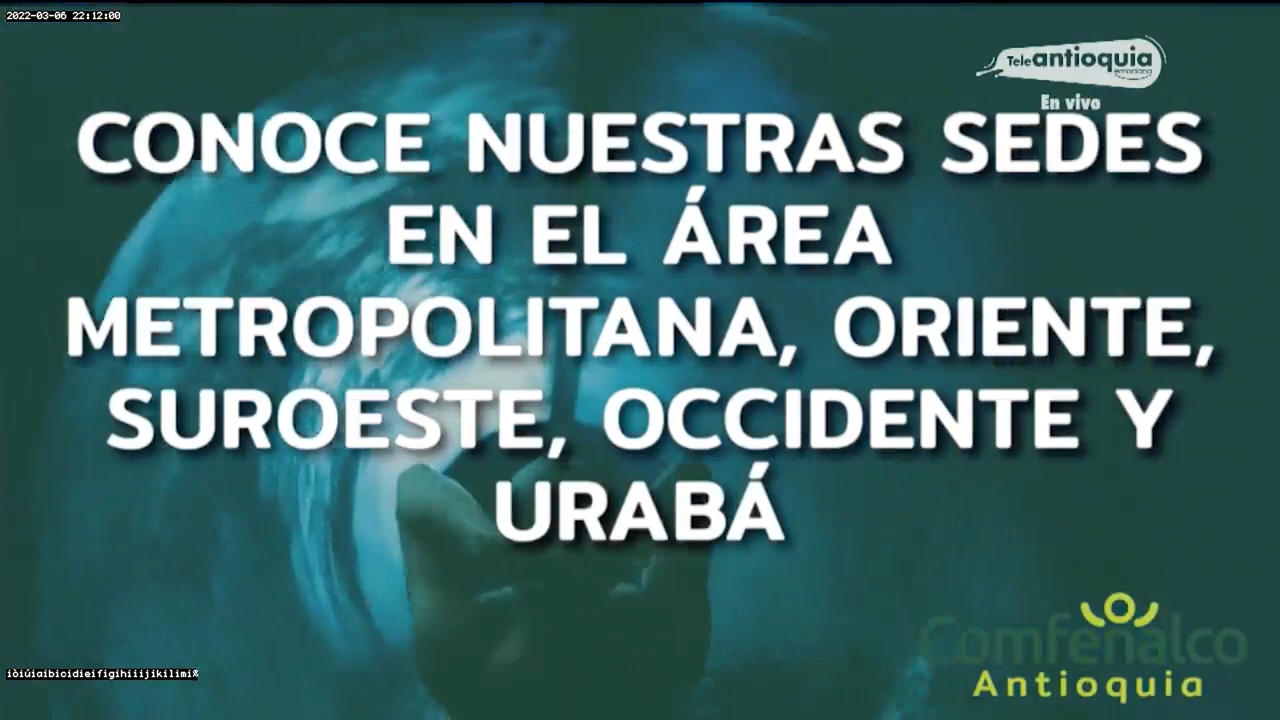 2022-03-06 22:12:00
Teleantioquia
emociona
En vivo
CONOCE NUESTRAS SEDES
EN EL ÁREA
METROPOLITANA, ORIENTE,
SUROESTE, OCCIDENTE Y
URABÁ
Comfenalco
Antioquia